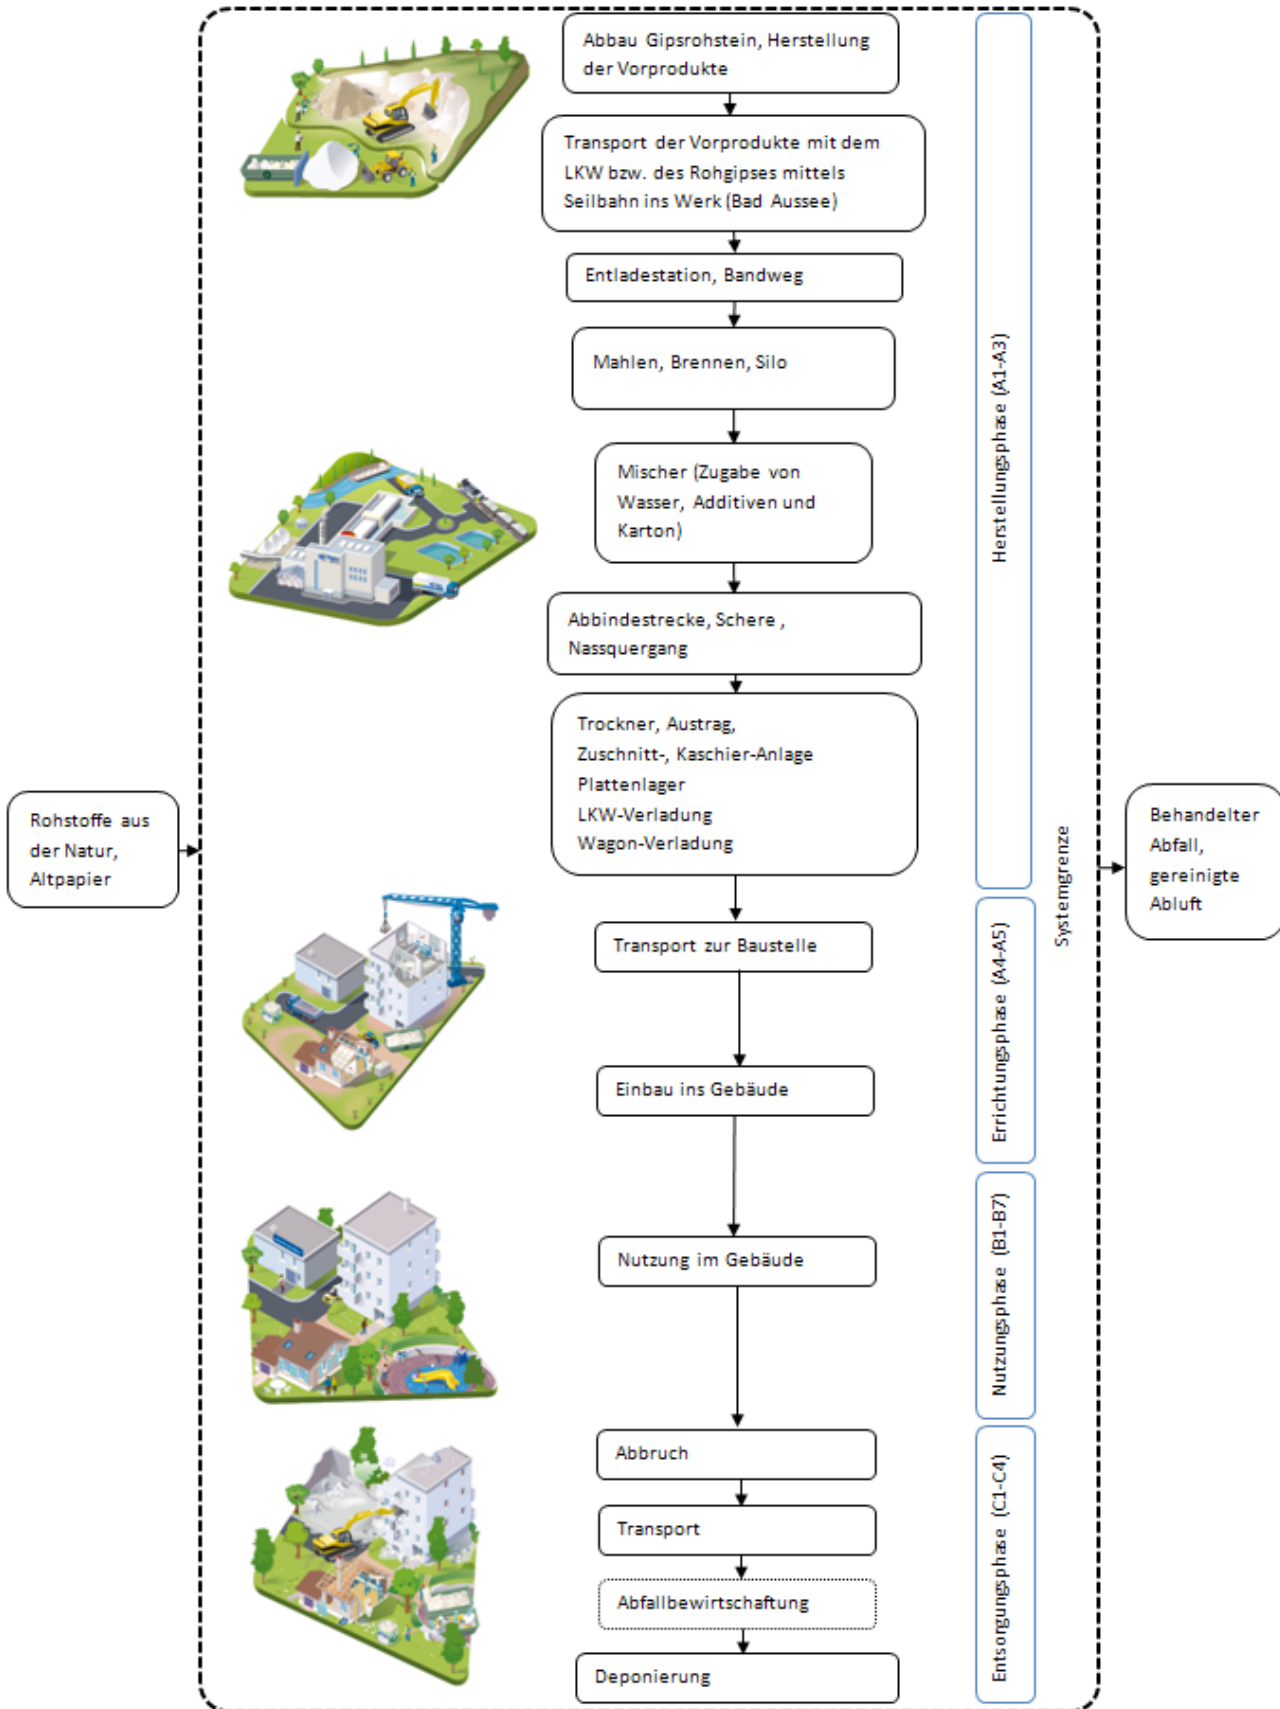 Abbau Gipsrohstein, Herstellung
der Vorprodukte
Transport der Vorprodukte mit dem
LKW bzw. des Rohgipses mittels
Seilbahn ins Werk (Bad Aussee)
Entladestation, Bandweg
Mahlen, Brennen, Silo
Mischer (Zugabe von
Wasser, Additiven und
Karton)
Abbindestrecke, Schere ,
Nassquergang
Trockner, Austrag,
Zuschnitt-, Kaschier-Anlage
Plattenlager
LKW-Verladung
Wagon-Verladung
Herstellungsphase (A1-A3)
Rohstoffe aus
der Natur,
Altpapier
Systemgrenze
Behandelter
Abfall,
gereinigte
Abluft
Transport zur Baustelle
Einbau ins Gebäude
Errichtungsphase (A4-A5)
Nutzung im Gebäude
Nutzungsphase (B1-B7)
Abbruch
Transport
Abfallbewirtschaftung
Deponierung
Entsorgungsphase (C1-C4)